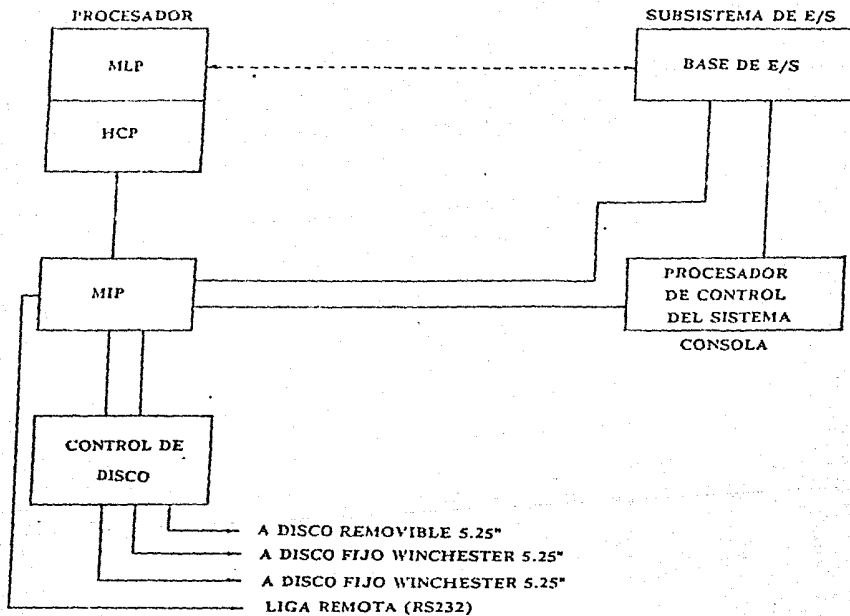 PROCESADOR
SUBSISTEMA DE E/S
MLP
BASE DE E/S
HCP
MIP
PROCESADOR
DE CONTROL
DEL SISTEMA
CONSOLA
CONTROL DE
DISCO
A DISCO REMOVIBLE 5.25"
A DISCO FIJO WINCHESTER 5.25"
A DISCO FIJO WINCHESTER 5.25"
LIGA REMOTA (RS232)